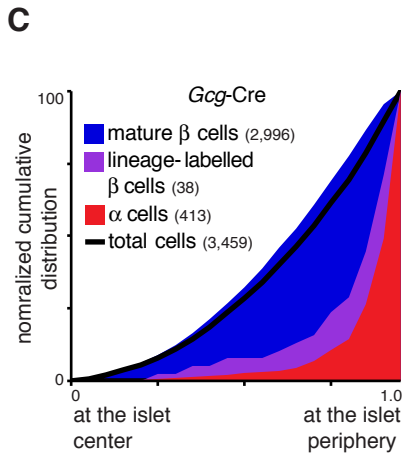 C
Gcg-Cre
mature β cells (2,996)
lineage-labelled
β cells (38)
α cells (413)
total cells (3,459)
nomralized cumulative
distribution
100
0
0
1.0
at the islet
center
at the islet
periphery